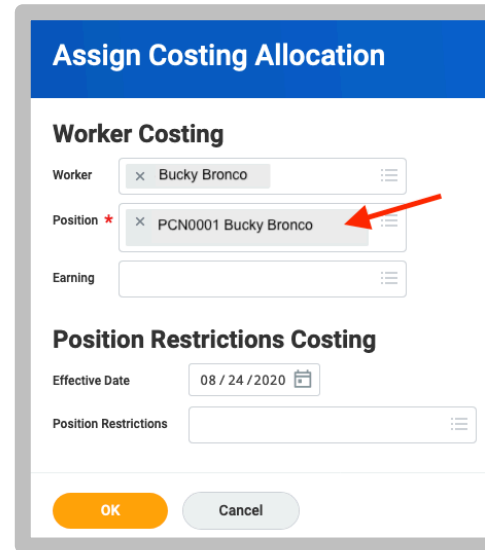 Assign Costing Allocation
Worker Costing
Worker × Bucky Bronco
Position * × PCN0001 Bucky Bronco
Earning
Position Restrictions Costing
Effective Date 08 / 24 / 2020
Position Restrictions
OK Cancel